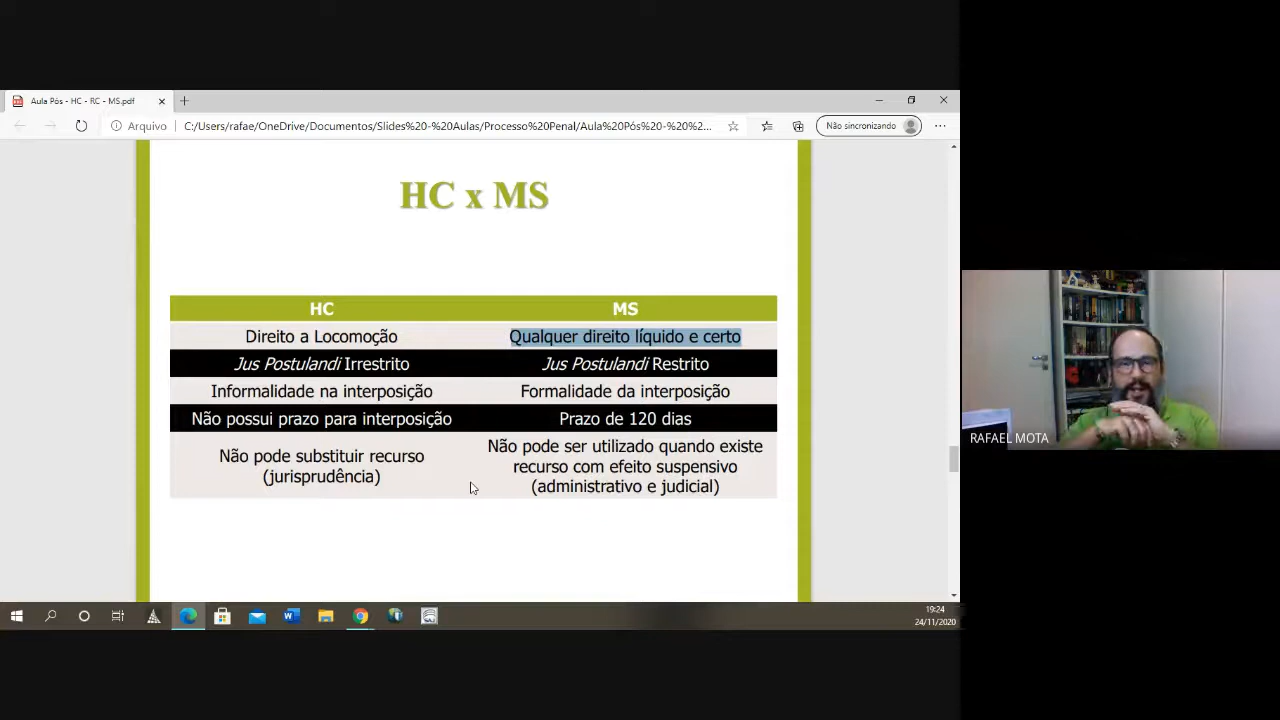 Aula Pós - HC - RC - MS.pdf
Arquivo
C:/Users/rafae/OneDrive/Documentos/Slides%20-%20Aulas/Processo%20Penal/Aula%20Pós%20-%20%2...
Não sincronizando
HC x MS
HC MS
Direito a Locomoção Qualquer direito líquido e certo
Jus Postulandi Irrestrito Jus Postulandi Restrito
Informalidade na interposição Formalidade da interposição
Não possui prazo para interposição Prazo de 120 dias
Não pode substituir recurso
(jurisprudência)
Não pode ser utilizado quando existe
recurso com efeito suspensivo
(administrativo e judicial)
RAFAEL MOTA
19:24
24/11/2020